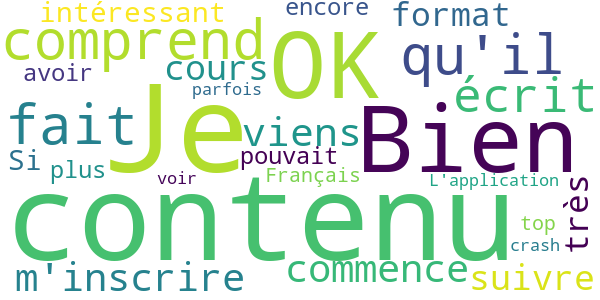 intéressant encore format
comprend OK qu'il
avoir cours
parfois écrit
fait Je viens Bien
Si plus pouvait
voir Français L'application très
contenu top
crash
m'inscrire commence suivre